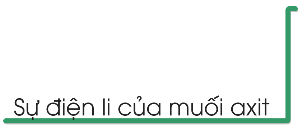 Sự điện li của muối axit